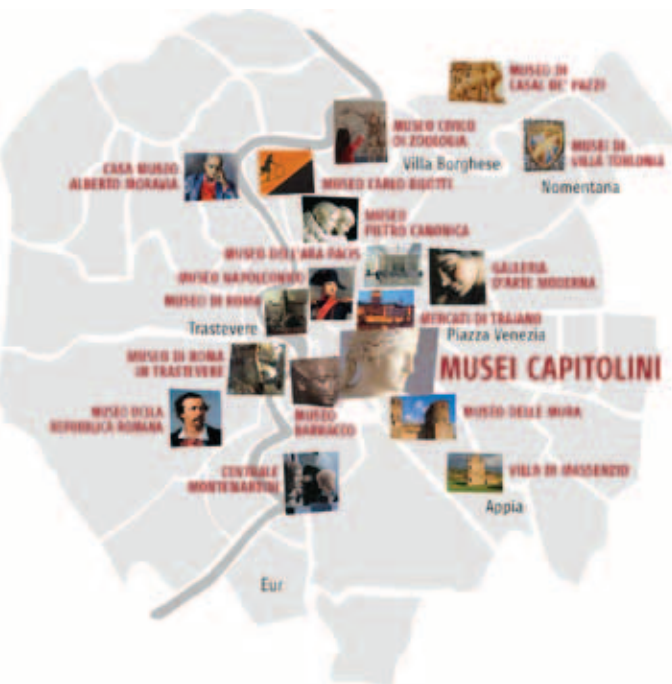 MUSEO DI
CASAL DE' PAZZI
MUSEO CIVICO
DI ZOOLOGIA
MUSEI DI
VILLA TORLONIA
Villa Borghese
CASA MUSEO
ALBERTO MORAVIA
MUSEO CARLO BILOTTI
Nomentana
MUSEO
PIETRO CANONICA
MUSEO DELL'ARA PACIS
GALLERIA
D'ARTE MODERNA
MUSEO NAPOLEONICO
MUSEO DI ROMA
MERCATI DI TRAIANO
Trastevere
Piazza Venezia
MUSEO DI ROMA
IN TRASTEVERE
MUSEI CAPITOLINI
MUSEO DELLA
REPUBBLICA ROMANA
MUSEO
BARRACCO
MUSEO DELLE MURA
CENTRALE
MONTEMARTINI
VILLA DI MASSENZIO
Appia
Eur